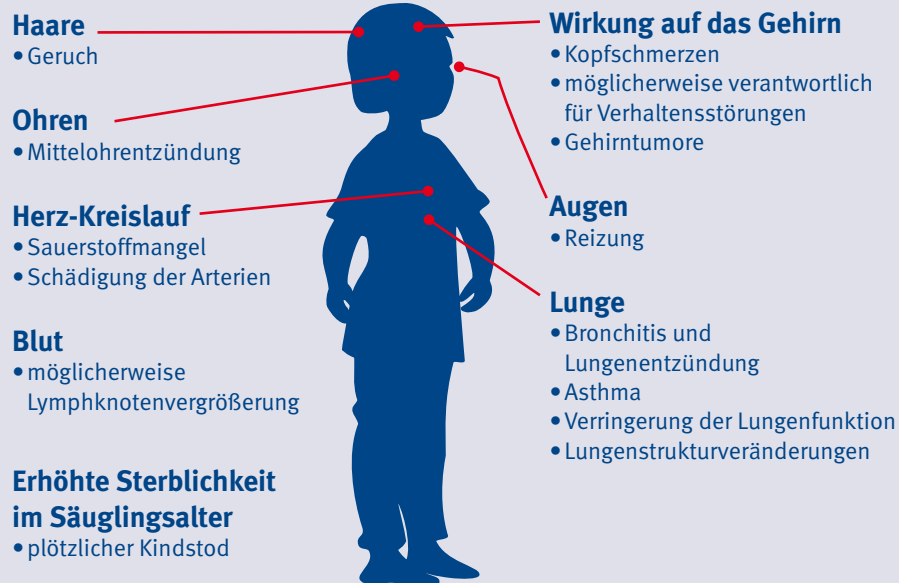 Haare
• Geruch
Ohren
• Mittelohrentzündung
Herz-Kreislauf
• Sauerstoffmangel
• Schädigung der Arterien
Blut
• möglicherweise
Lymphknotenvergrößerung
Erhöhte Sterblichkeit
im Säuglingsalter
• plötzlicher Kindstod
Wirkung auf das Gehirn
• Kopfschmerzen
• möglicherweise verantwortlich
für Verhaltensstörungen
• Gehirntumore
Augen
• Reizung
Lunge
• Bronchitis und
Lungenentzündung
• Asthma
• Verringerung der Lungenfunktion
• Lungenstrukturveränderungen